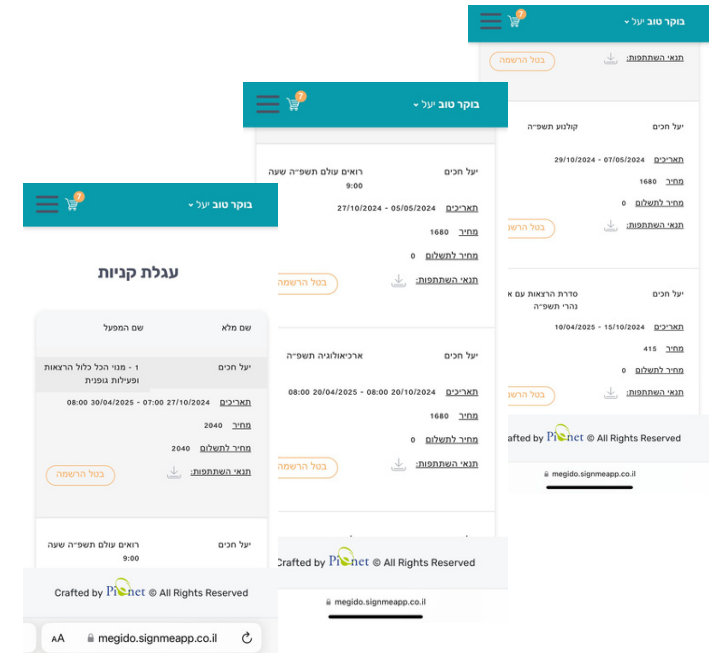 בוקר טוב יעל
7
עגלת קניות
שם מלא שם המפעל
יעל חכים 1 - מנוי הכל כלול הרצאות
ופעילות גופנית
תאריכים 27/10/2024 07:00 - 30/04/2025 08:00
מחיר 2040
מחיר לתשלום 2040
תנאי השתתפות: בטל הרשמה
יעל חכים רואים עולם תשפ״ה שעה
9:00
Crafted by Pionet © All Rights Reserved
AA megido.signmeapp.co.il
בוקר טוב יעל
7
יעל חכים רואים עולם תשפ״ה שעה
9:00
תאריכים 27/10/2024 - 05/05/2024
מחיר 1680
מחיר לתשלום 0
תנאי השתתפות: בטל הרשמה
יעל חכים ארכיאולוגיה תשפ״ה
תאריכים 20/10/2024 08:00 - 20/04/2025 08:00
מחיר 1680
מחיר לתשלום 0
תנאי השתתפות: בטל הרשמה
Crafted by Pionet © All Rights Reserved
megido.signmeapp.co.il
בוקר טוב יעל
7
תנאי השתתפות: בטל הרשמה
יעל חכים קולנוע תשפ״ה
תאריכים 29/10/2024 - 07/05/2024
מחיר 1680
מחיר לתשלום 0
תנאי השתתפות: בטל הרשמ
יעל חכים סדרת הרצאות עם א
נהרי תשפ״ה
תאריכים 15/10/2024 - 10/04/2025
מחיר 415
מחיר לתשלום 0
תנאי השתתפות: בטל הרשמ
afted by Pionet © All Rights Reserved
megido.signmeapp.co.il